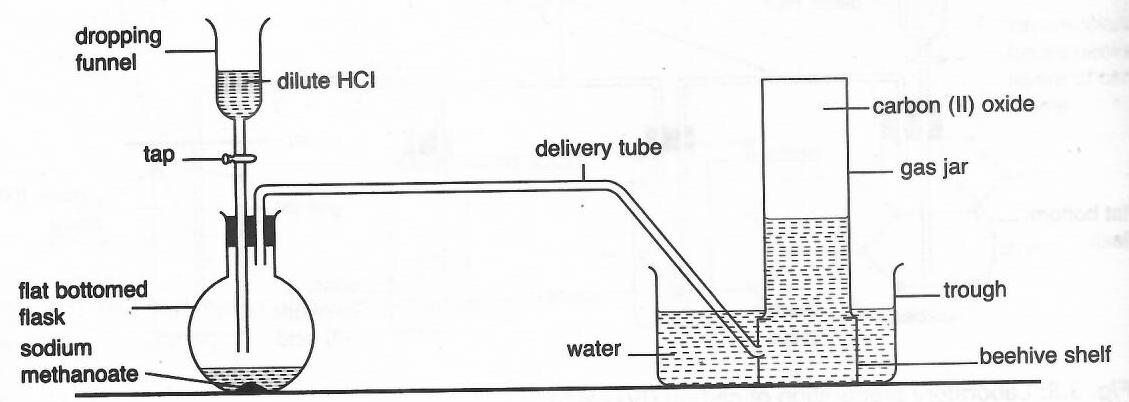 dropping
funnel
dilute HCl
tap
delivery tube
carbon (II) oxide
gas jar
flat bottomed
flask
sodium
methanoate
water
trough
beehive shelf